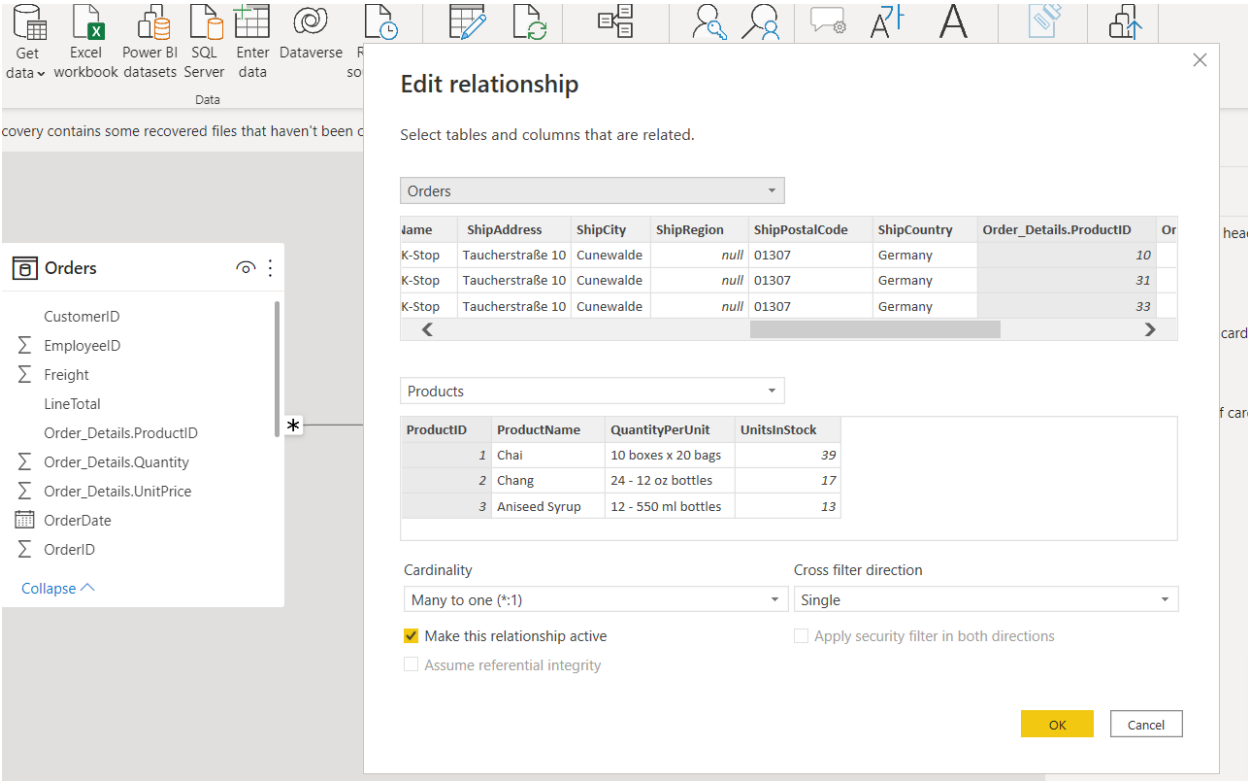 Get data
Excel workbook
Power BI datasets
SQL Server
Enter data
Dataverse
R
so
Data
covery contains some recovered files that haven't been c
Orders
CustomerID
EmployeeID
Freight
LineTotal
Order_Details.ProductID
Order_Details.Quantity
Order_Details.UnitPrice
OrderDate
OrderID
Collapse
*
Edit relationship
Select tables and columns that are related.
Orders
Name ShipAddress ShipCity ShipRegion ShipPostalCode ShipCountry Order_Details.ProductID Or
K-Stop Taucherstraße 10 Cunewalde null 01307 Germany 10
K-Stop Taucherstraße 10 Cunewalde null 01307 Germany 31
K-Stop Taucherstraße 10 Cunewalde null 01307 Germany 33
Products
ProductID ProductName QuantityPerUnit UnitsInStock
1 Chai 10 boxes x 20 bags 39
2 Chang 24 - 12 oz bottles 17
3 Aniseed Syrup 12 - 550 ml bottles 13
Cardinality
Many to one (*:1)
Make this relationship active
Assume referential integrity
Cross filter direction
Single
Apply security filter in both directions
OK
Cancel
head
card
f car